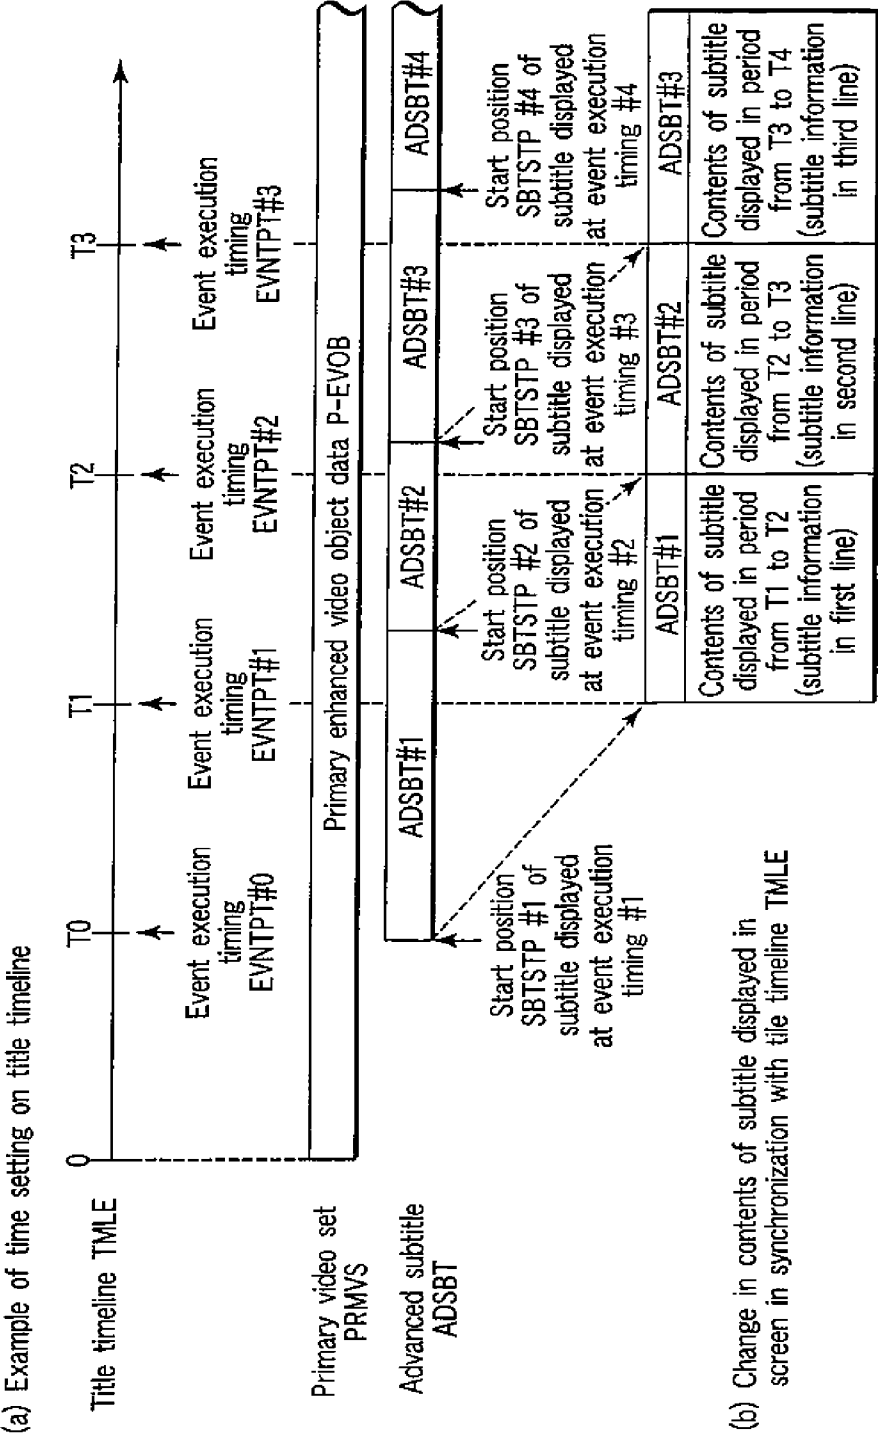 (a) Example of time setting on title timeline
Title timeline TMLE
0
T0
T1
T2
T3
Event execution
timing
EVNTPT#0
Event execution
timing
EVNTPT#1
Event execution
timing
EVNTPT#2
Event execution
timing
EVNTPT#3
Primary video set
PRMVS
Primary enhanced video object data P-EVOB
Advanced subtitle
ADSBT
ADSBT#1
ADSBT#2
ADSBT#3
ADSBT#4
Start position
SBTSTP #1 of
subtitle displayed
at event execution
timing #1
Start position
SBTSTP #2 of
subtitle displayed
at event execution
timing #2
Start position
SBTSTP #3 of
subtitle displayed
at event execution
timing #3
Start position
SBTSTP #4 of
subtitle displayed
at event execution
timing #4
ADSBT#1
ADSBT#2
ADSBT#3
Contents of subtitle
displayed in period
from T1 to T2
(subtitle information
in first line)
Contents of subtitle
displayed in period
from T2 to T3
(subtitle information
in second line)
Contents of subtitle
displayed in period
from T3 to T4
(subtitle information
in third line)
(b) Change in contents of subtitle displayed in
screen in synchronization with tile timeline TMLE